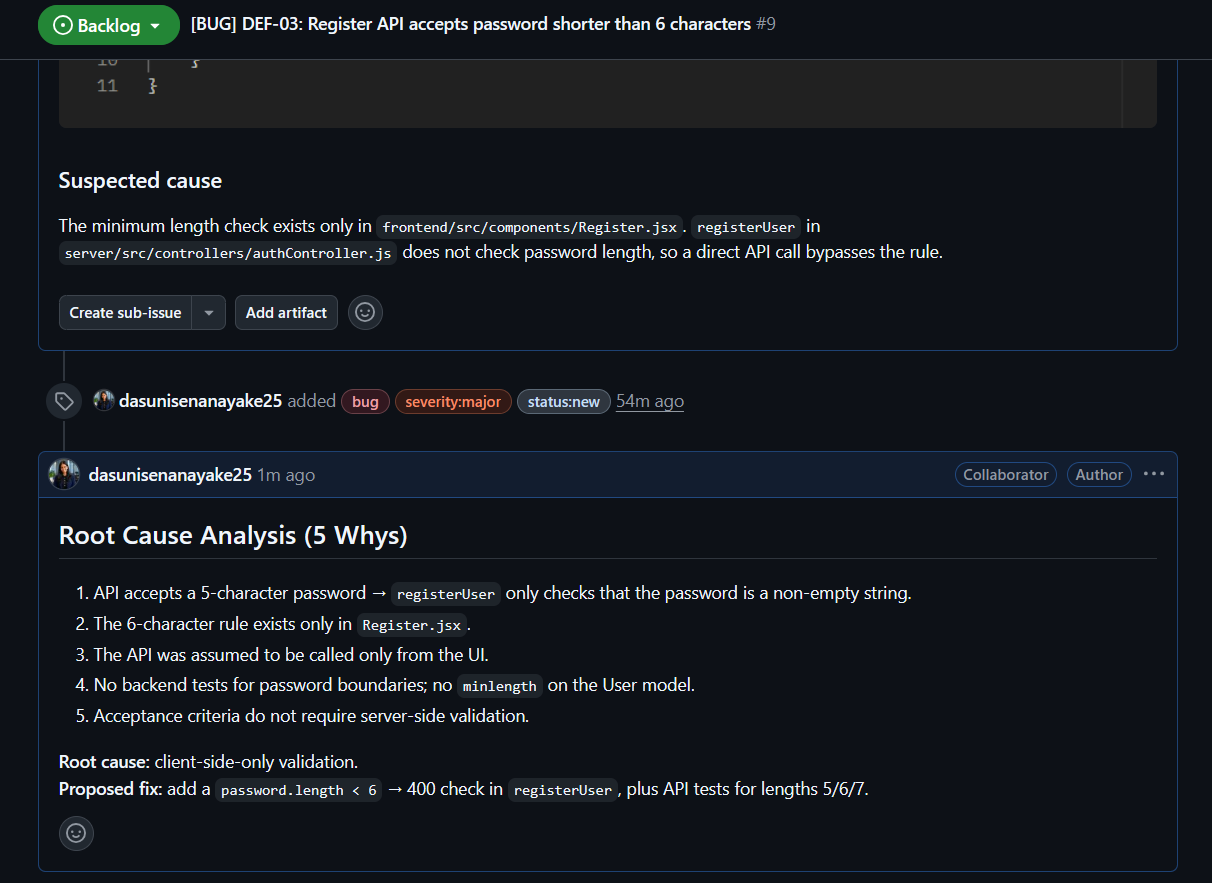 Backlog [BUG] DEF-03: Register API accepts password shorter than 6 characters #9
10 }
11 }
Suspected cause
The minimum length check exists only in frontend/src/components/Register.jsx. registerUser in
server/src/controllers/authController.js does not check password length, so a direct API call bypasses the rule.
Create sub-issue Add artifact
dasunisenanayake25 added bug severity:major status:new 54m ago
dasunisenanayake25 1m ago Collaborator Author ...
Root Cause Analysis (5 Whys)
1. API accepts a 5-character password → registerUser only checks that the password is a non-empty string.
2. The 6-character rule exists only in Register.jsx.
3. The API was assumed to be called only from the UI.
4. No backend tests for password boundaries; no minlength on the User model.
5. Acceptance criteria do not require server-side validation.
Root cause: client-side-only validation.
Proposed fix: add a password.length < 6 → 400 check in registerUser, plus API tests for lengths 5/6/7.